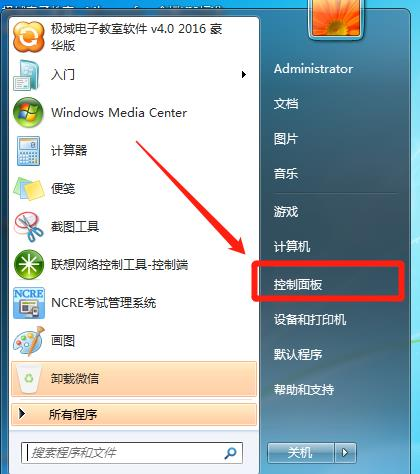 极域电子教室软件 v4.0 2016 豪
华版
入门
Windows Media Center
计算器
便笺
截图工具
联想网络控制工具-控制端
NCRE
NCRE考试管理系统
画图
卸载微信
所有程序
搜索程序和文件
Administrator
文档
图片
音乐
游戏
计算机
控制面板
设备和打印机
默认程序
帮助和支持
关机